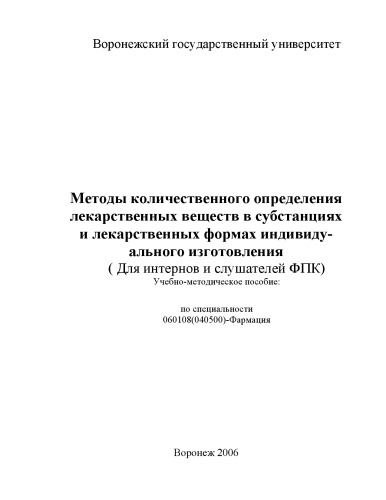 Воронежский государственный университет
Методы количественного определения
лекарственных веществ в субстанциях
и лекарственных формах индивиду-
ального изготовления
( Для интернов и слушателей ФПК)
Учебно-методическое пособие:
по специальности
060108(040500)-Фармация
Воронеж 2006